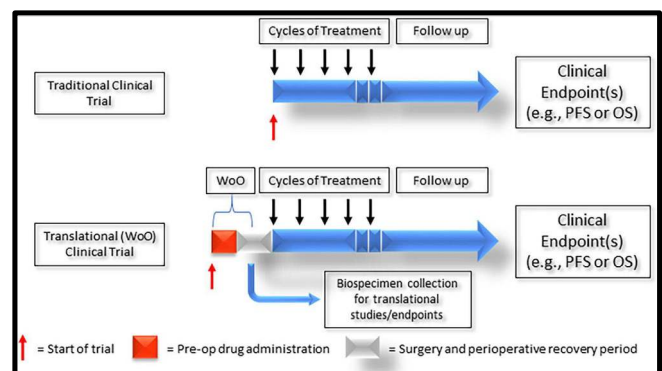 Cycles of Treatment
Follow up
Traditional Clinical
Trial
Clinical
Endpoint(s)
(e.g., PFS or OS)
WoO
Cycles of Treatment
Follow up
Translational (WoO)
Clinical Trial
Clinical
Endpoint(s)
(e.g., PFS or OS)
Biospecimen collection
for translational
studies/endpoints
= Start of trial
= Pre-op drug administration
= Surgery and perioperative recovery period